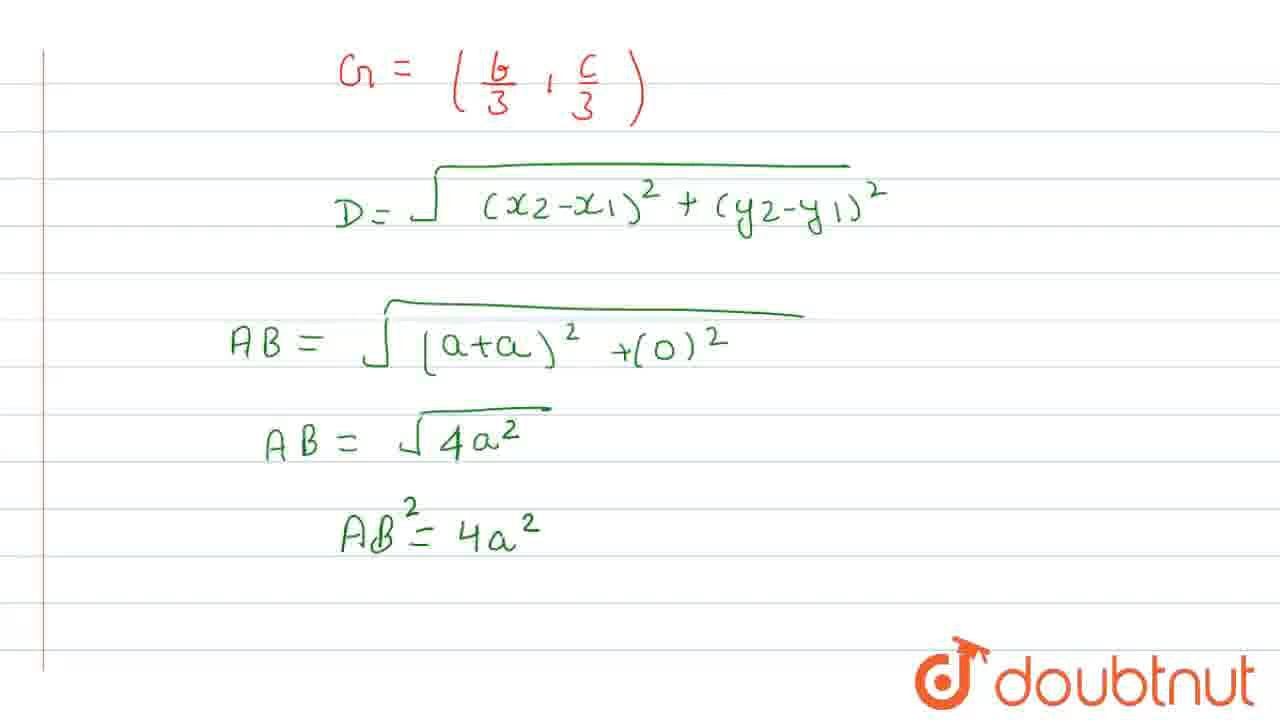 G = (b/3, c/3)
D = √(x2-x1)² + (y2-y1)²
AB = √(a+a)² + (0)²
AB = √4a²
AB² = 4a²
doubtnut